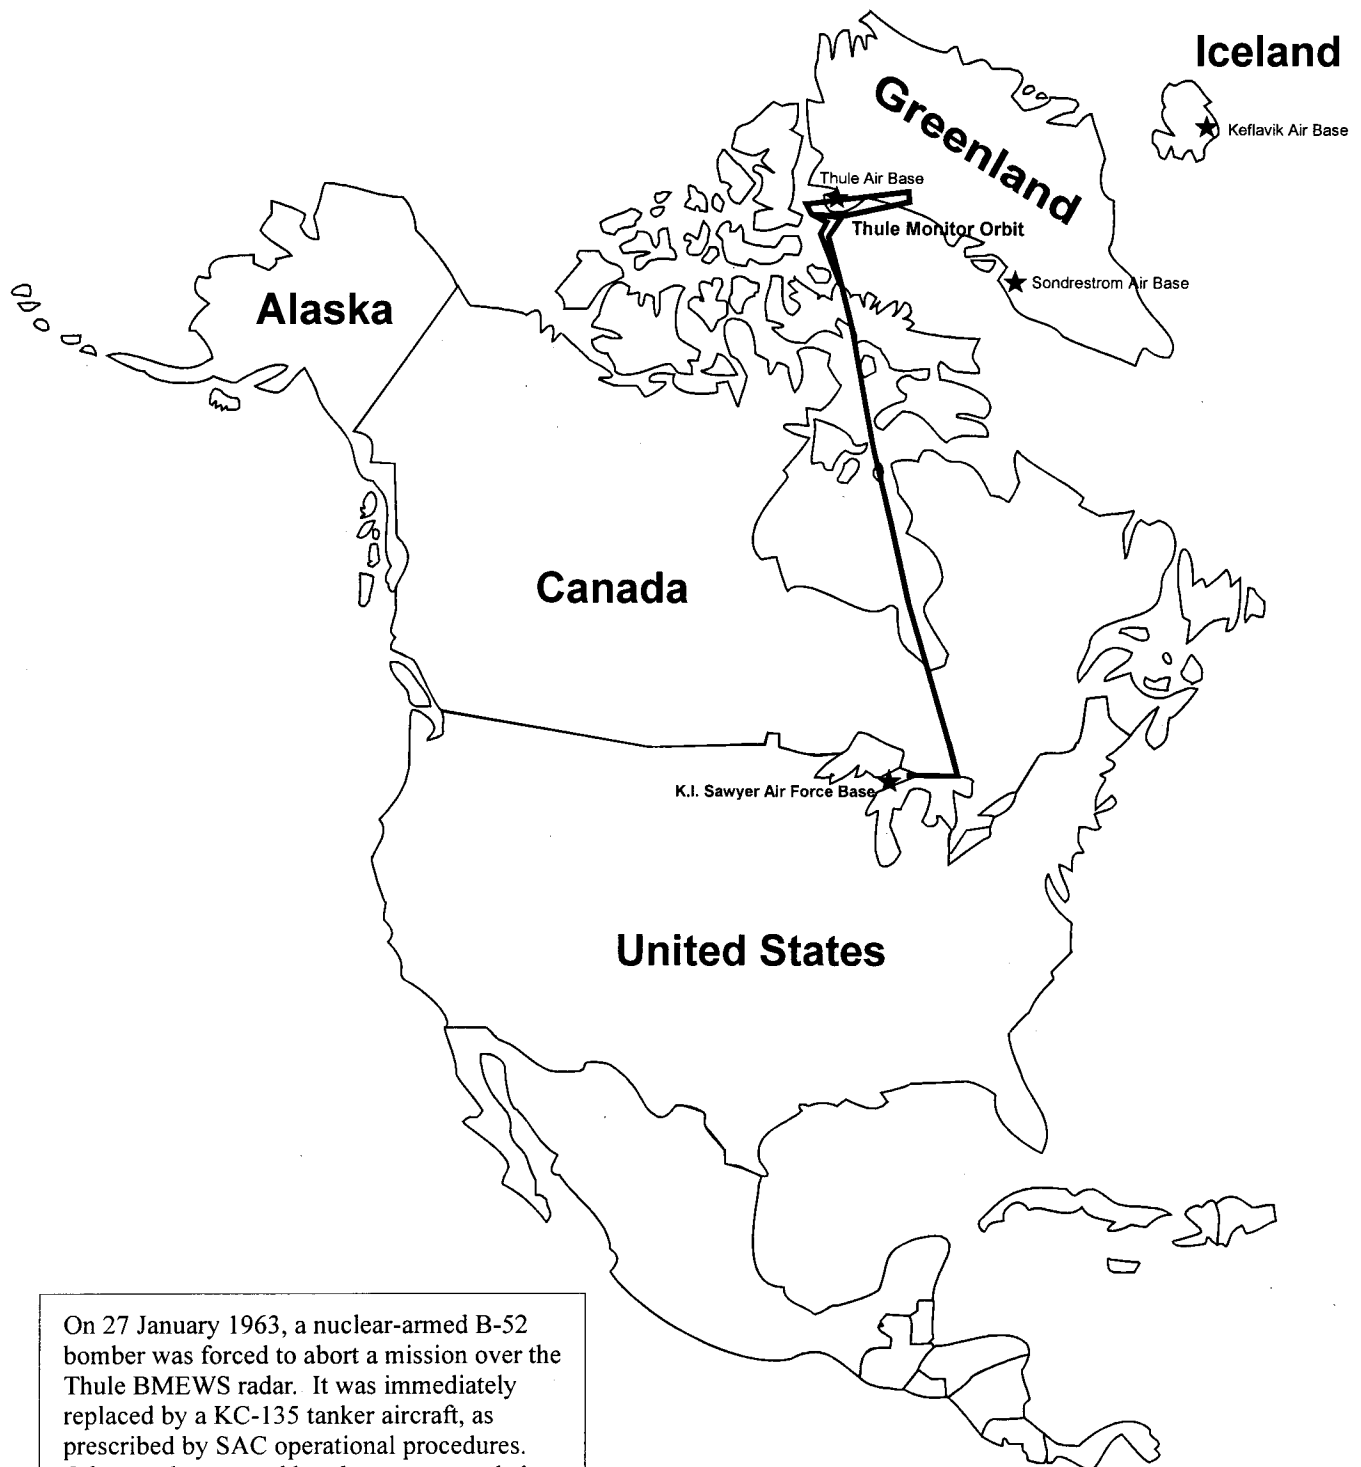 Iceland
Greenland
Keflavik Air Base
Thule Air Base
Thule Monitor Orbit
Sondrestrom Air Base
Alaska
Canada
K.I. Sawyer Air Force Base
United States
On 27 January 1963, a nuclear-armed B-52
bomber was forced to abort a mission over the
Thule BMEWS radar. It was immediately
replaced by a KC-135 tanker aircraft, as
prescribed by SAC operational procedures.